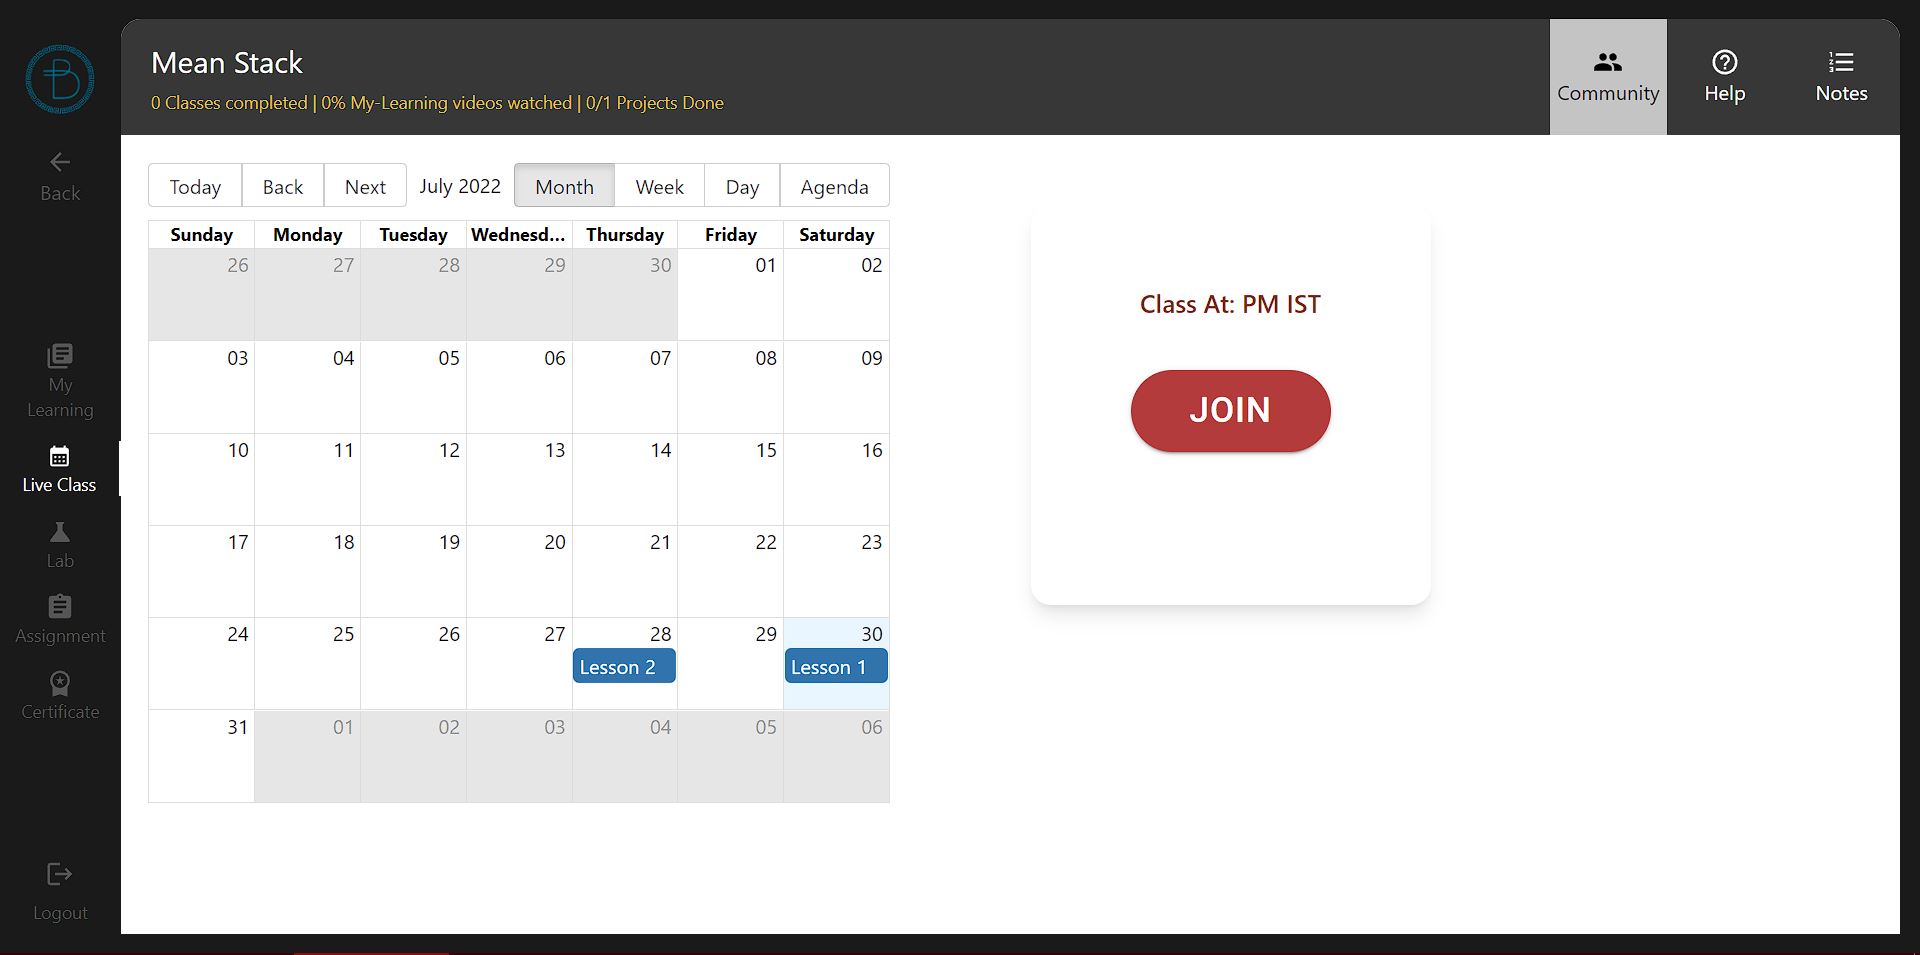 Mean Stack
0 Classes completed | 0% My-Learning videos watched | 0/1 Projects Done
Community
Help
Notes
Back
My
Learning
Live Class
Lab
Assignment
Certificate
Logout
Today Back Next July 2022 Month Week Day Agenda
Sunday Monday Tuesday Wednesd... Thursday Friday Saturday
26 27 28 29 30 01 02
03 04 05 06 07 08 09
10 11 12 13 14 15 16
17 18 19 20 21 22 23
24 25 26 27 28 29 30
Lesson 2 Lesson 1
31 01 02 03 04 05 06
Class At: PM IST
JOIN